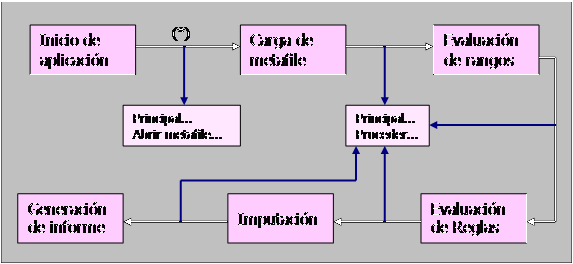 Inicio de
aplicación
(*)
Carga de
metafile
Evaluación
de rangos
Principal...
Abrir metafile...
Principal...
Proceder...
Generación
de informe
Imputación
Evaluación
de Reglas